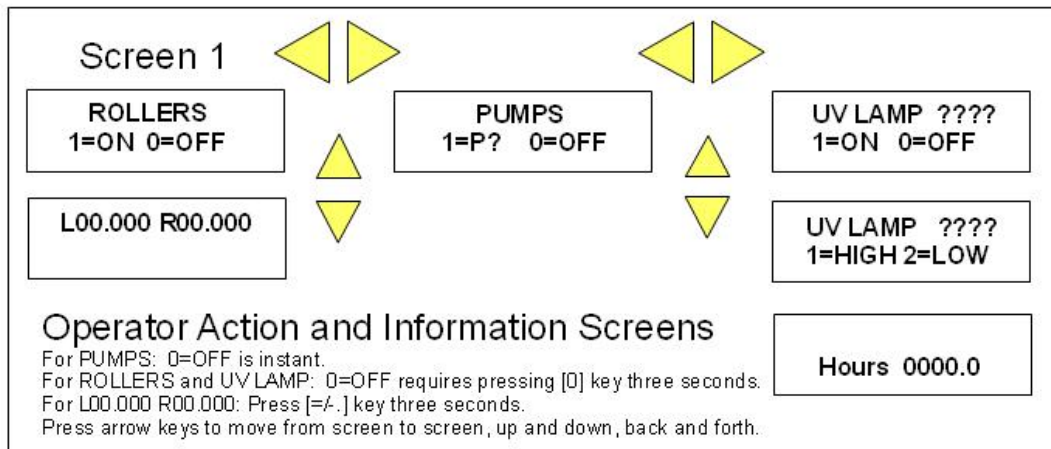 Screen 1
ROLLERS
1=ON 0=OFF
PUMPS
1=P? 0=OFF
UV LAMP ????
1=ON 0=OFF
L00.000 R00.000
UV LAMP ????
1=HIGH 2=LOW
Hours 0000.0
Operator Action and Information Screens
For PUMPS: 0=OFF is instant.
For ROLLERS and UV LAMP: 0=OFF requires pressing [0] key three seconds.
For L00.000 R00.000: Press [=/-.] key three seconds.
Press arrow keys to move from screen to screen, up and down, back and forth.